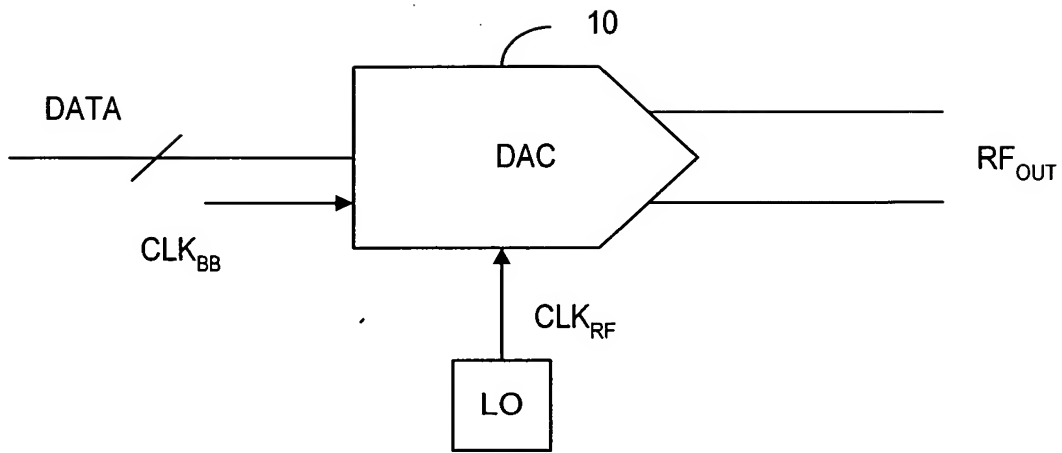 10
DATA
DAC
RF_OUT
CLK_BB
CLK_RF
LO